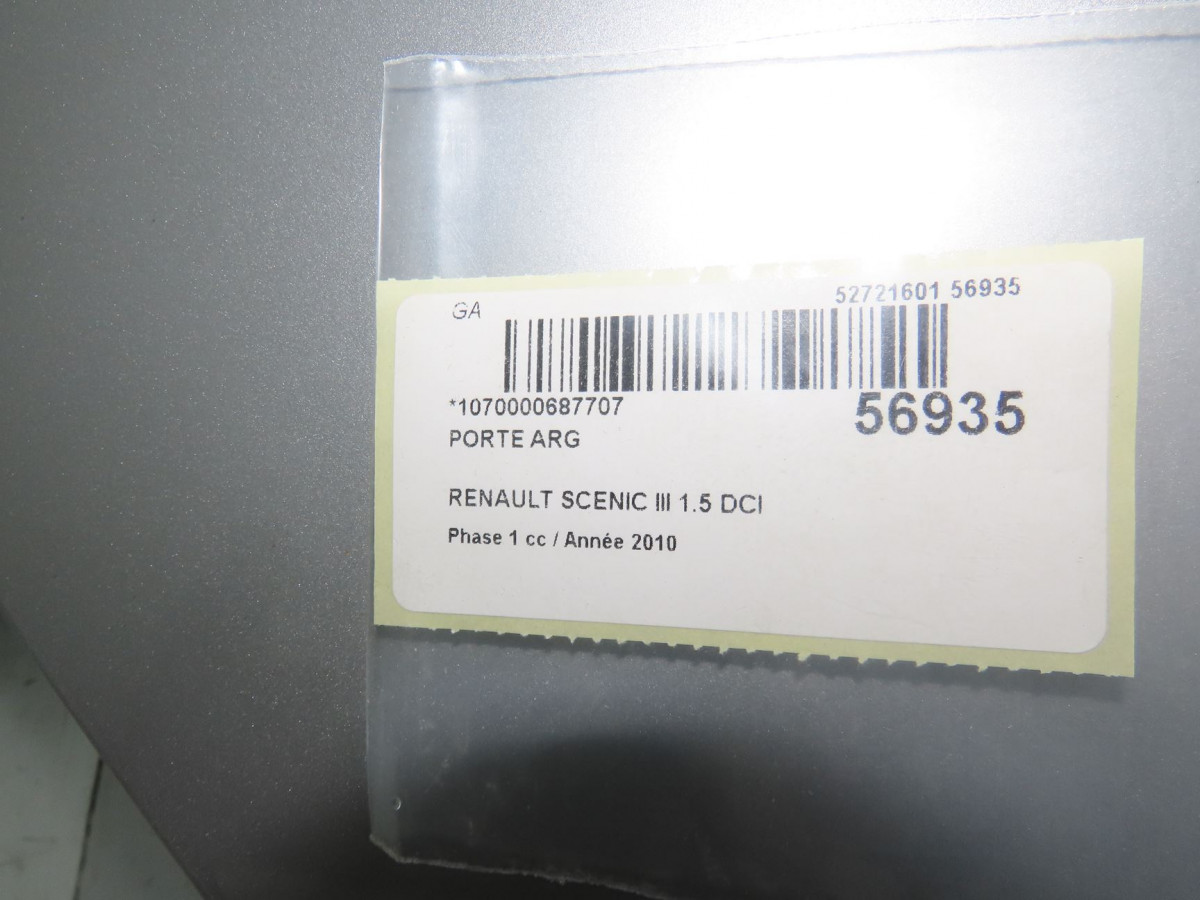 GA
52721601 56935
*1070000687707
56935
PORTE ARG
RENAULT SCENIC III 1.5 DCI
Phase 1 cc / Année 2010